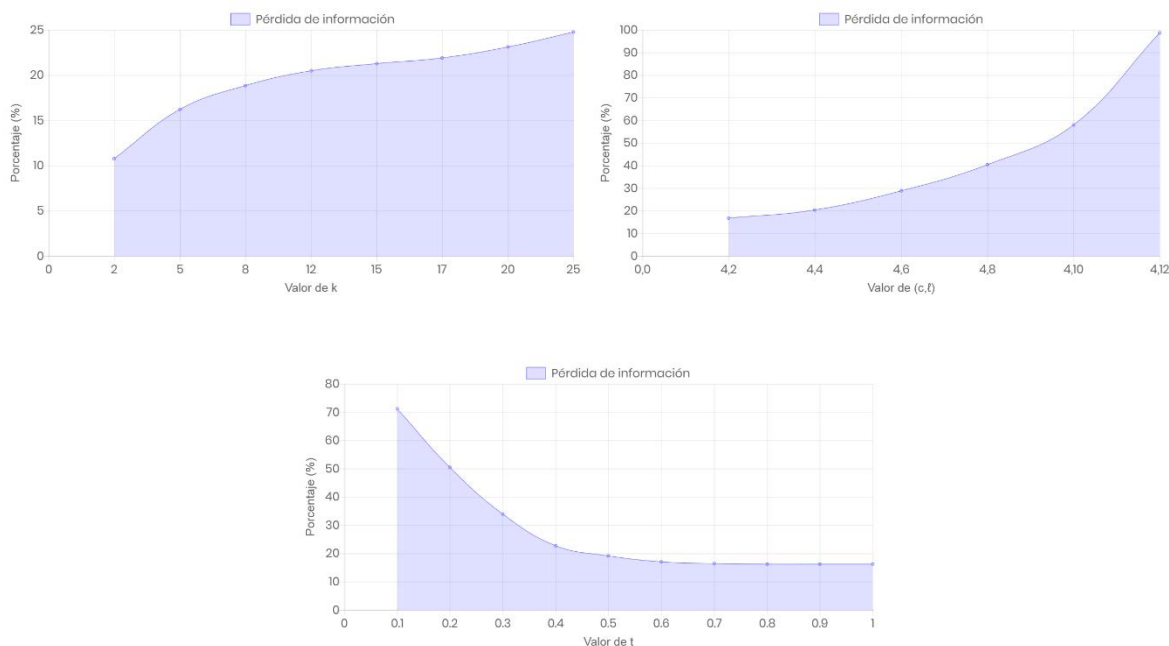 Pérdida de información
Porcentaje (%)
25
20
15
10
5
0
0 2 5 8 12 15 17 20 25
Valor de k
Pérdida de información
Porcentaje (%)
100
90
80
70
60
50
40
30
20
10
0
0,0 4,2 4,4 4,6 4,8 4,10 4,12
Valor de (c,ℓ)
Pérdida de información
Porcentaje (%)
80
70
60
50
40
30
20
10
0
0 0.1 0.2 0.3 0.4 0.5 0.6 0.7 0.8 0.9 1
Valor de t